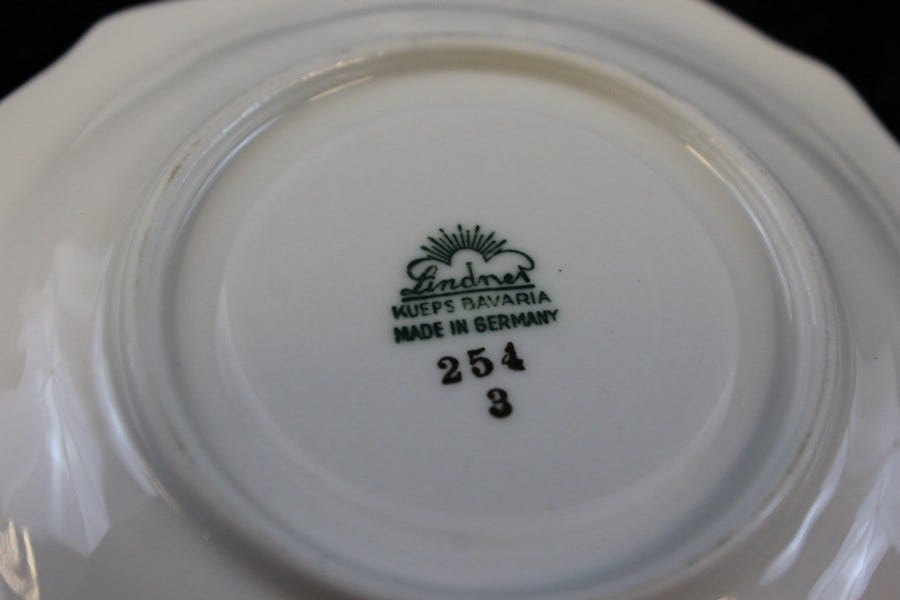 Lindner
KUEPS BAVARIA
MADE IN GERMANY
254
3